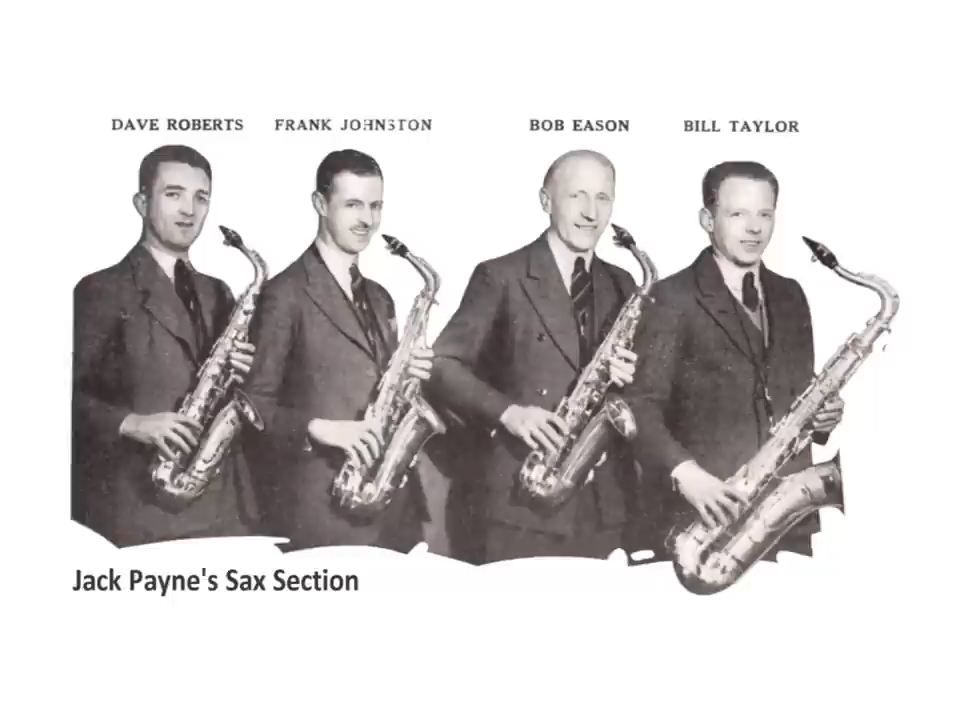 DAVE ROBERTS FRANK JOHNSTON BOB EASON BILL TAYLOR
Jack Payne's Sax Section